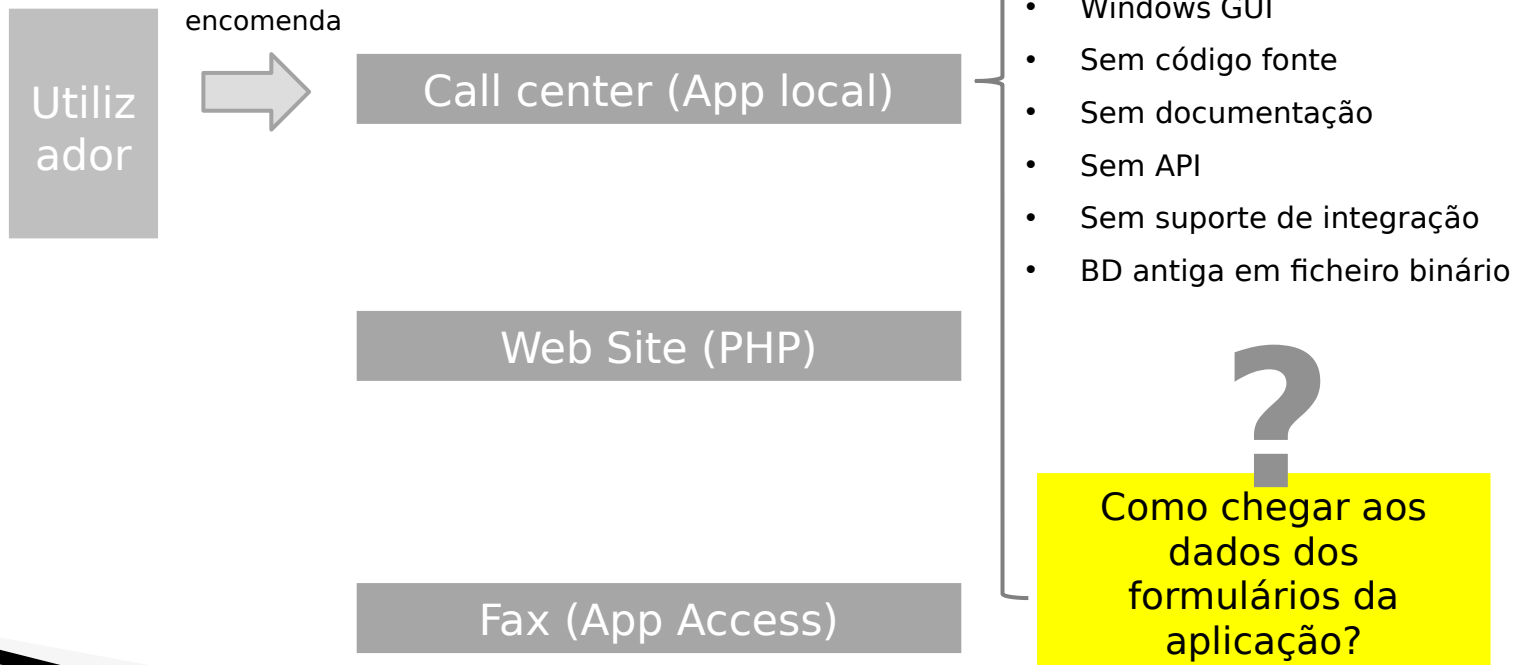 encomenda
Utiliz
ador
Call center (App local)
Web Site (PHP)
Fax (App Access)
• Windows GUI
• Sem código fonte
• Sem documentação
• Sem API
• Sem suporte de integração
• BD antiga em ficheiro binário
?
Como chegar aos
dados dos
formulários da
aplicação?